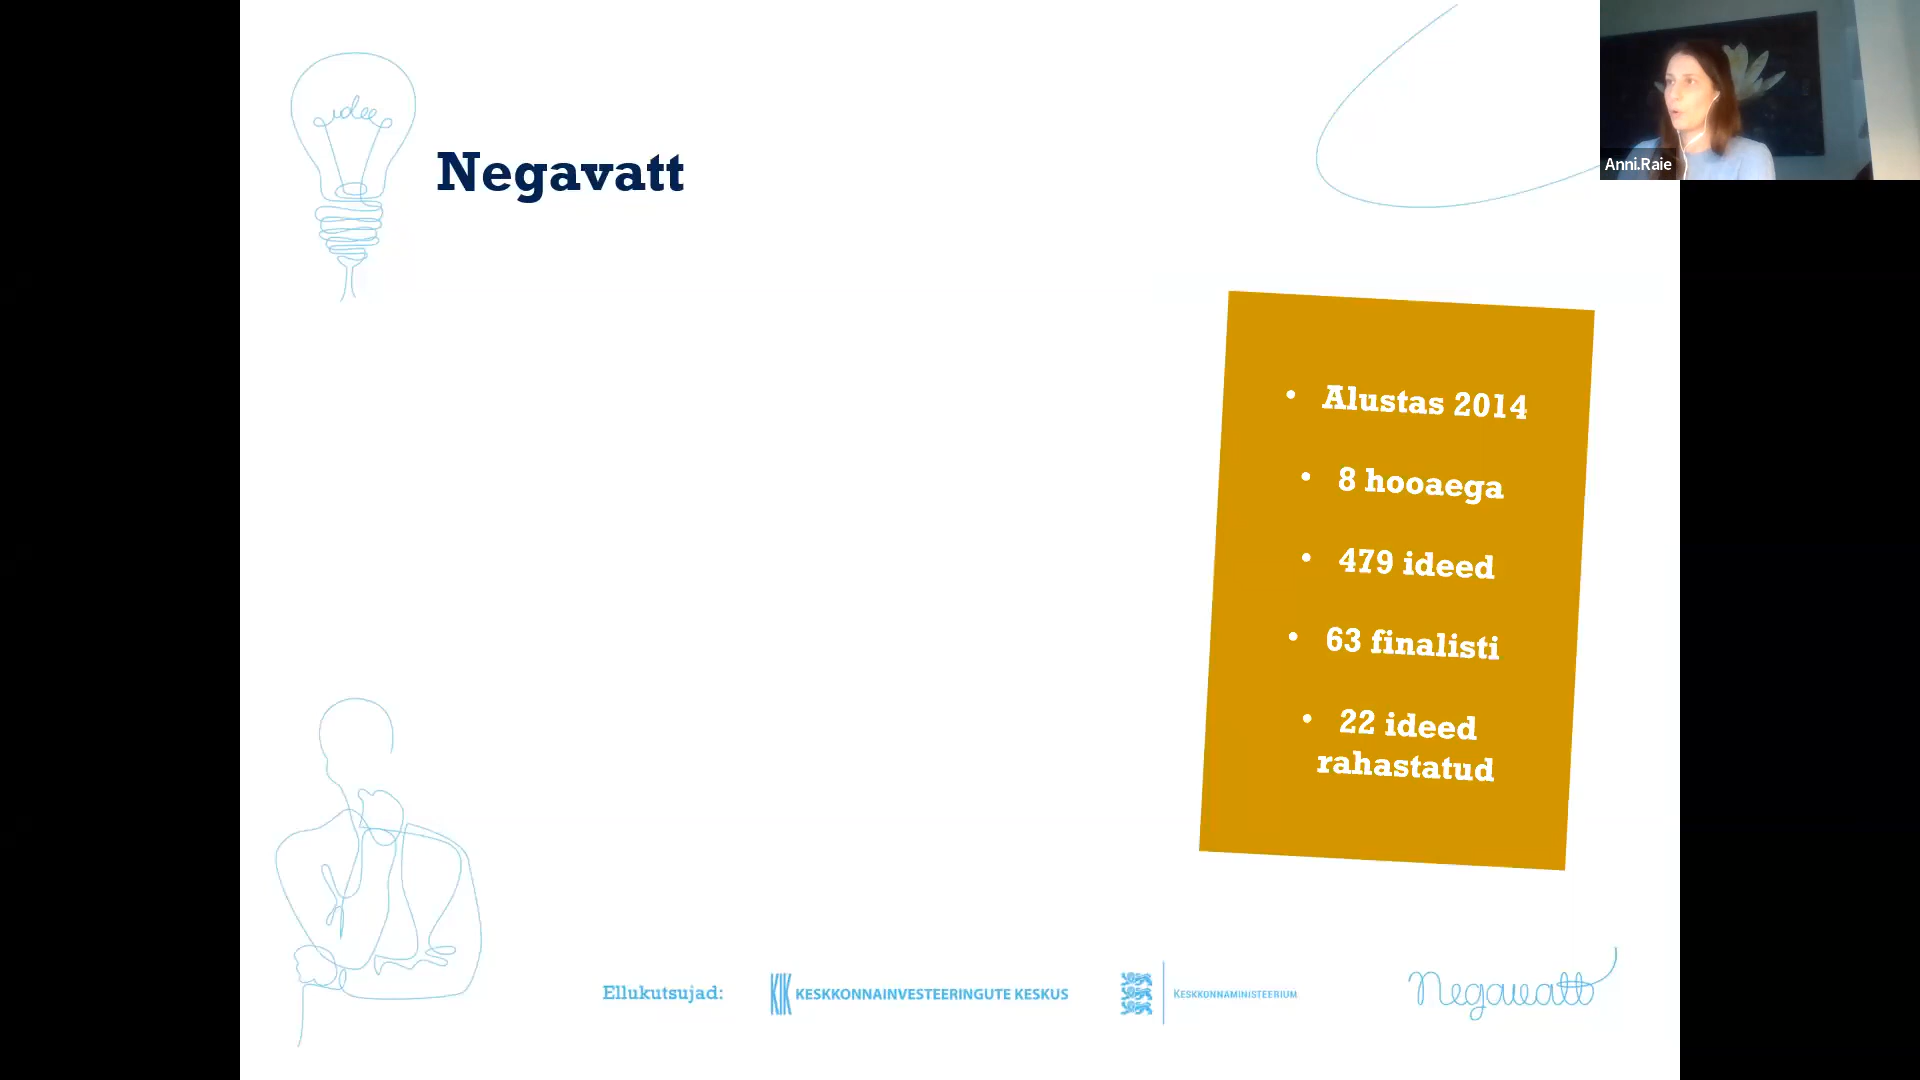 idee
Negavatt
Anni.Raie
• Alustas 2014
• 8 hooaega
• 479 ideed
• 63 finalisti
• 22 ideed
rahastatud
Ellukutsujad:
KIK KESKKONNAINVESTEERINGUTE KESKUS
KESKKONNAMINISTEERIUM
Negavatt